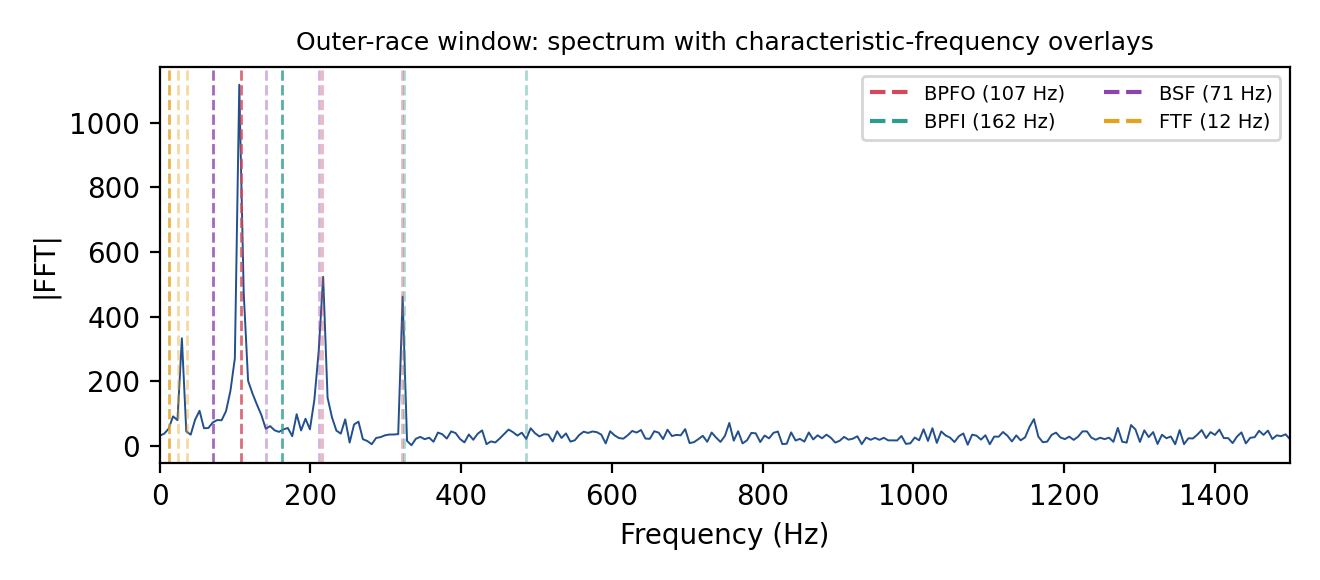 Outer-race window: spectrum with characteristic-frequency overlays
BPFO (107 Hz)
BPFI (162 Hz)
BSF (71 Hz)
FTF (12 Hz)
|FFT|
1000
800
600
400
200
0
0 200 400 600 800 1000 1200 1400
Frequency (Hz)